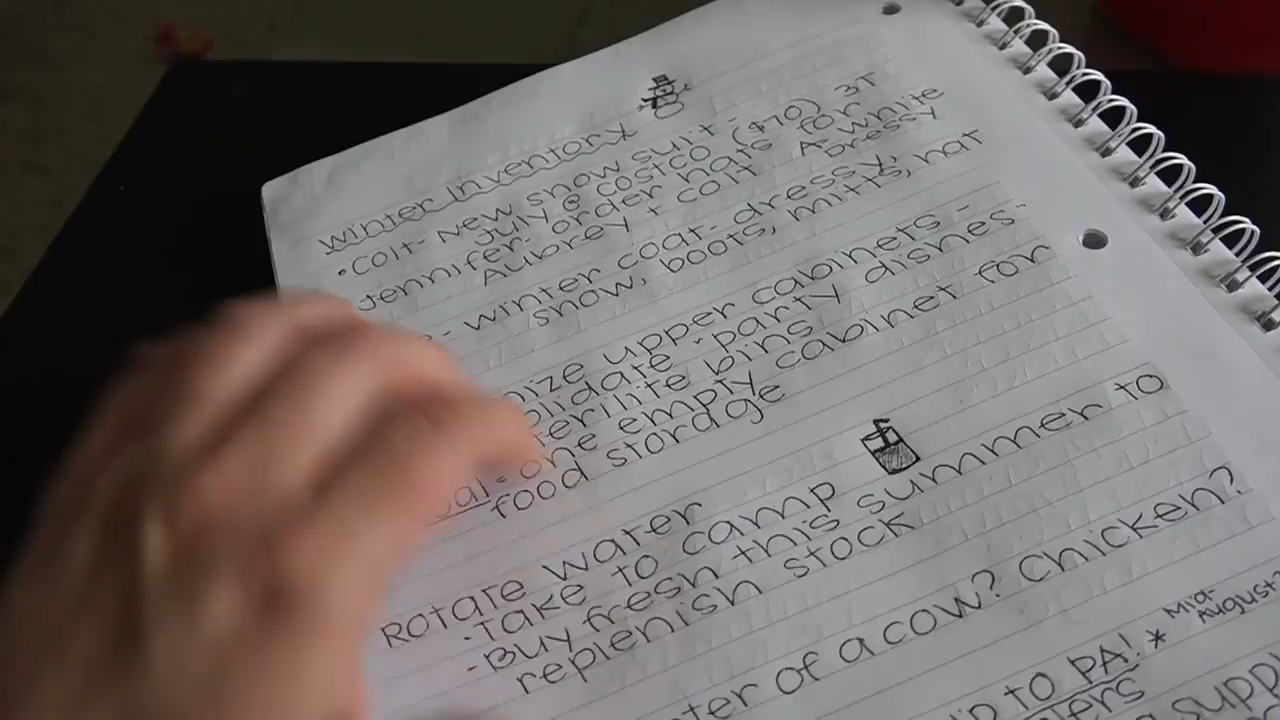 Winter Inventory
• Colt - New snow suit -
July @ Costco ($70) 3T
Jennifer - order hats for
Aubrey + Colt A-white
Dressy
- winter coat - dressy,
snow, boots, mitts, hat
upper cabinets -
- party dishes.
bins
one empty cabinet for
food storage
Rotate water
- Take to camp
- Buy fresh this summer to
replenish stock
of a cow? Chicken?
to PA! * Mid-
August?